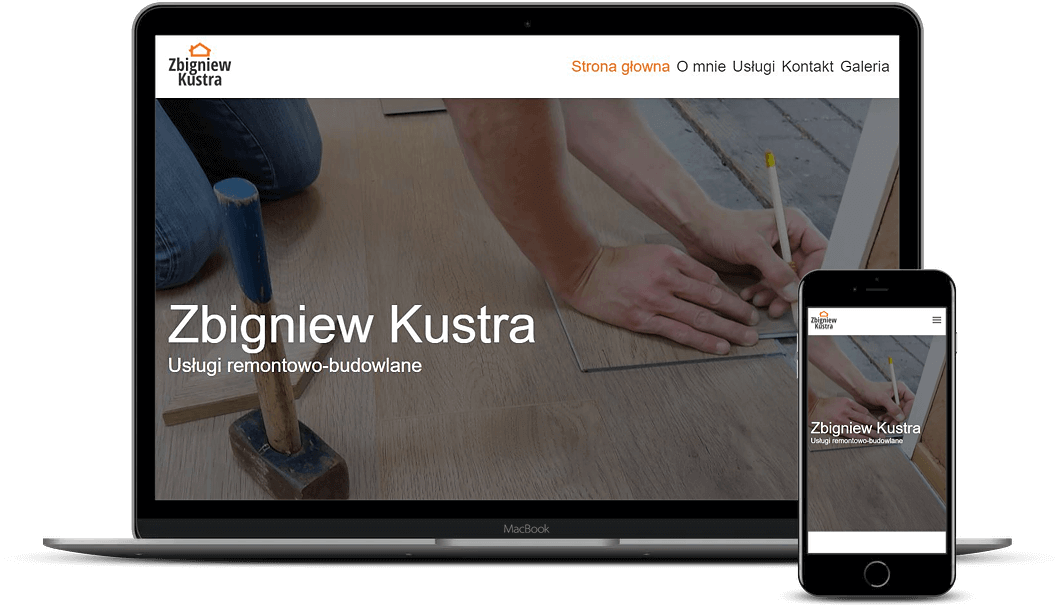 Zbigniew
Kustra
Strona głowna O mnie Usługi Kontakt Galeria
Zbigniew Kustra
Usługi remontowo-budowlane
MacBook
Zbigniew
Kustra
Zbigniew Kustra
Usługi remontowo-budowlane